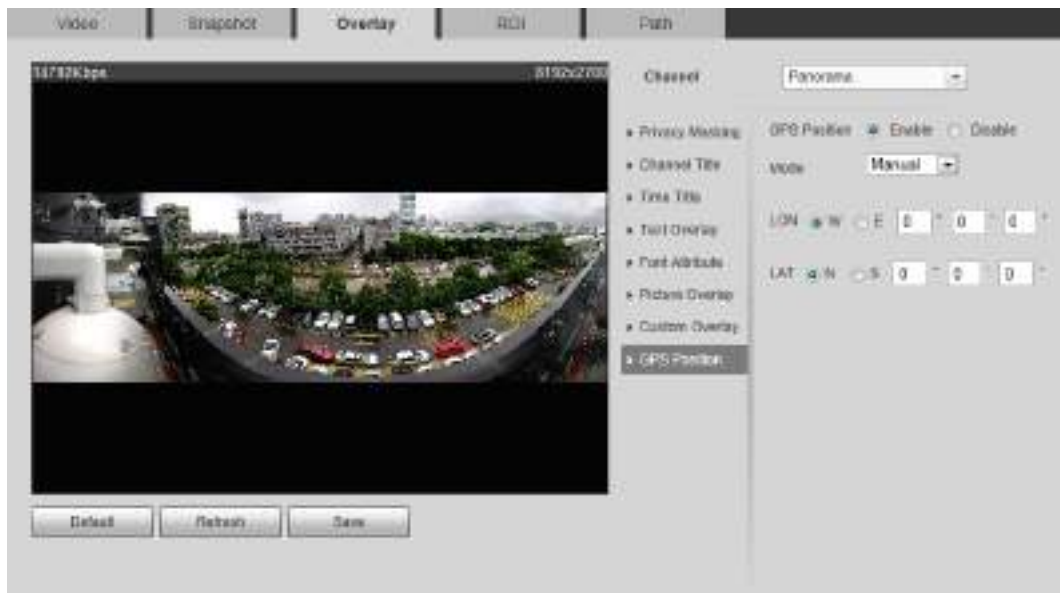 Video
Snapshot
Overlay
ROI
Path
8192x2700
Channel
Panorama
Privacy Masking
Channel Title
Time Title
Text Overlay
Font Attribute
Picture Overlay
Custom Overlay
GPS Position
GPS Position Enable Disable
Mode Manual
LON W E 0 ° 0 ' 0 "
LAT N S 0 ° 0 ' 0 "
Default
Refresh
Save